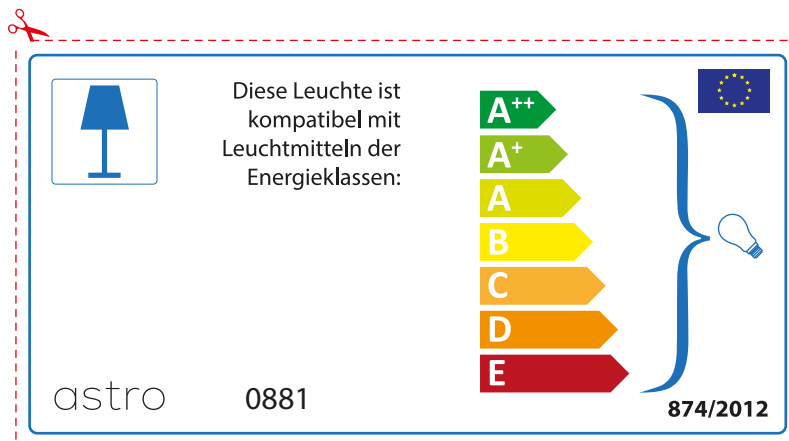 Diese Leuchte ist
kompatibel mit
Leuchtmitteln der
Energieklassen:
A++
A+
A
B
C
D
E
astro
0881
874/2012